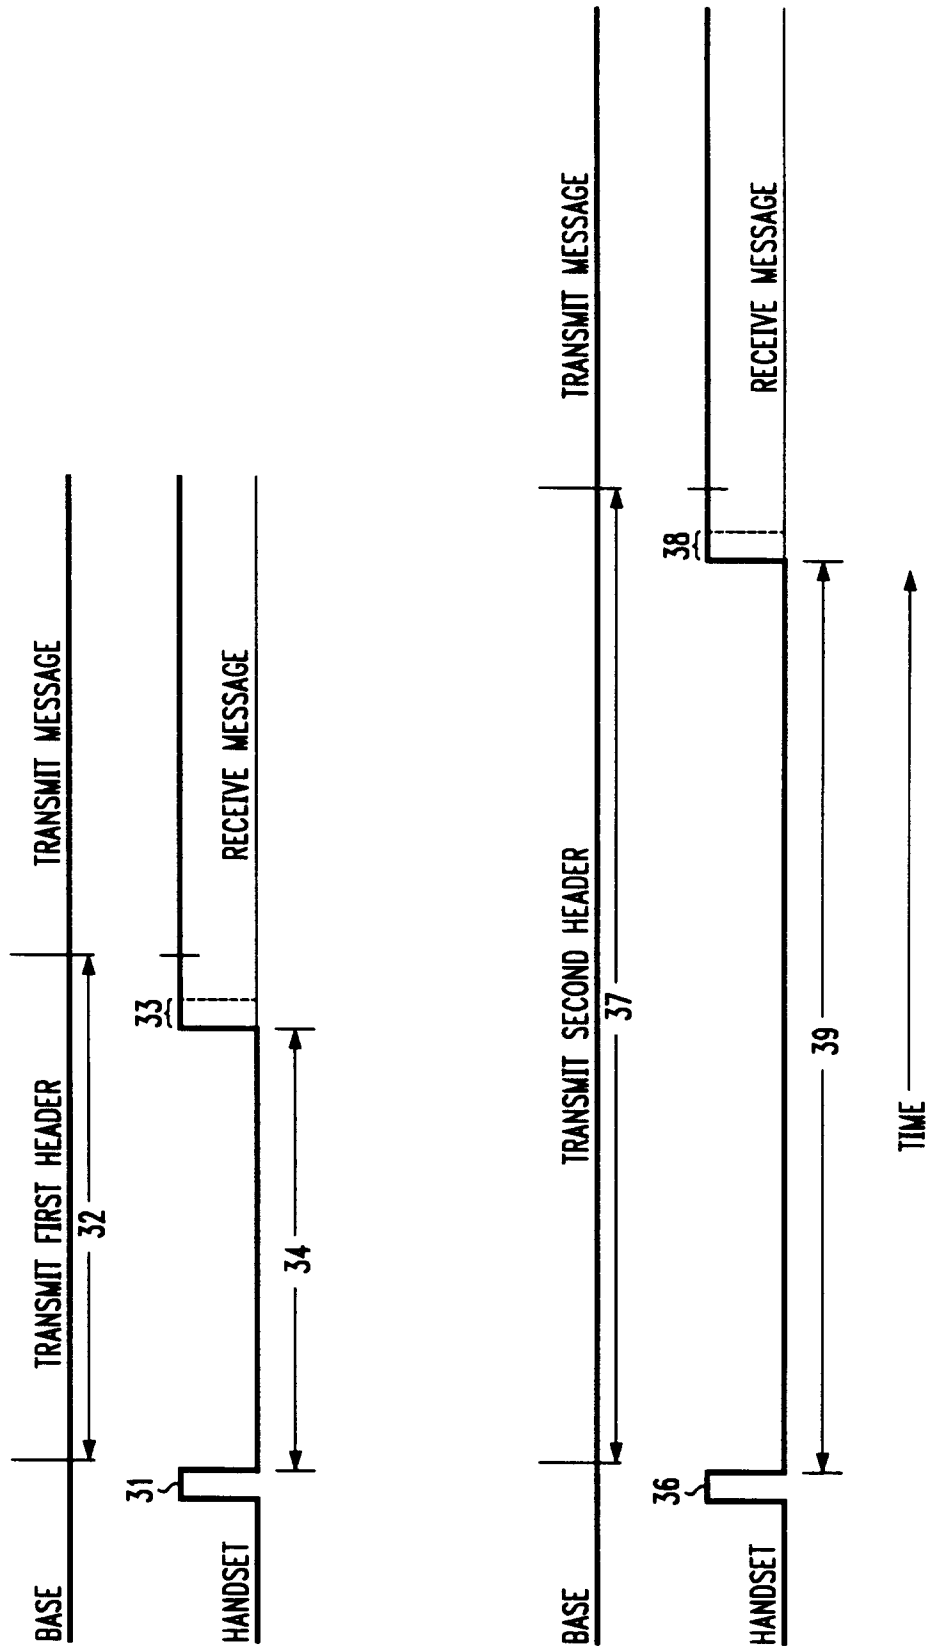 BASE
TRANSMIT FIRST HEADER
TRANSMIT MESSAGE
32
HANDSET
31
33
RECEIVE MESSAGE
34
BASE
TRANSMIT SECOND HEADER
TRANSMIT MESSAGE
37
HANDSET
36
38
RECEIVE MESSAGE
39
TIME